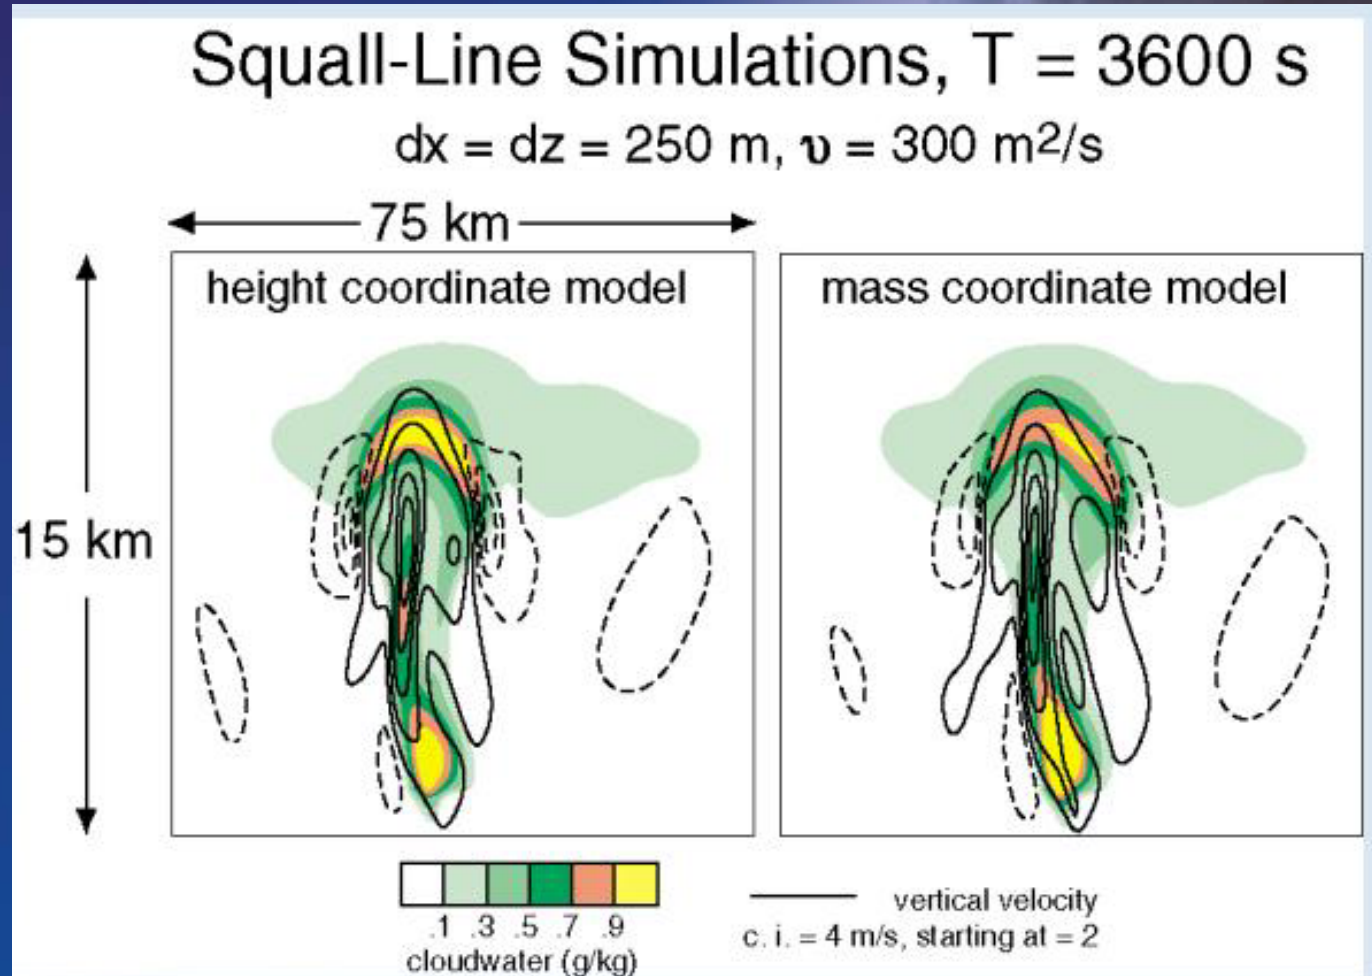 Squall-Line Simulations, T = 3600 s
dx = dz = 250 m, υ = 300 m2/s
75 km
height coordinate model
mass coordinate model
15 km
.1 .3 .5 .7 .9
cloudwater (g/kg)
vertical velocity
c. i. = 4 m/s, starting at = 2